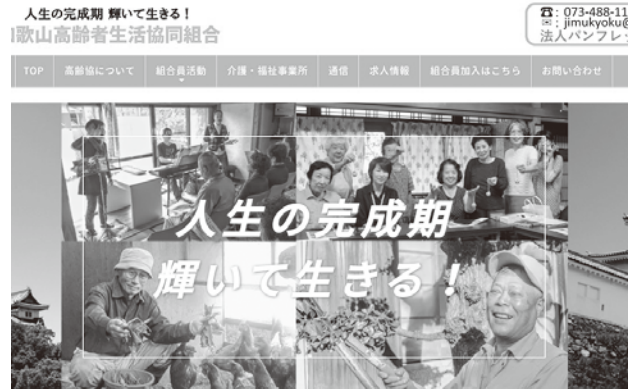 人生の完成期 輝いて生きる！
歌山高齢者生活協同組合
☎: 073-488-11
✉: jimukyoku@
法人パンフレッ
TOP 高齢協について 組合員活動 介護・福祉事業所 通信 求人情報 組合員加入はこちら お問い合わせ
人生の完成期
輝いて生きる！